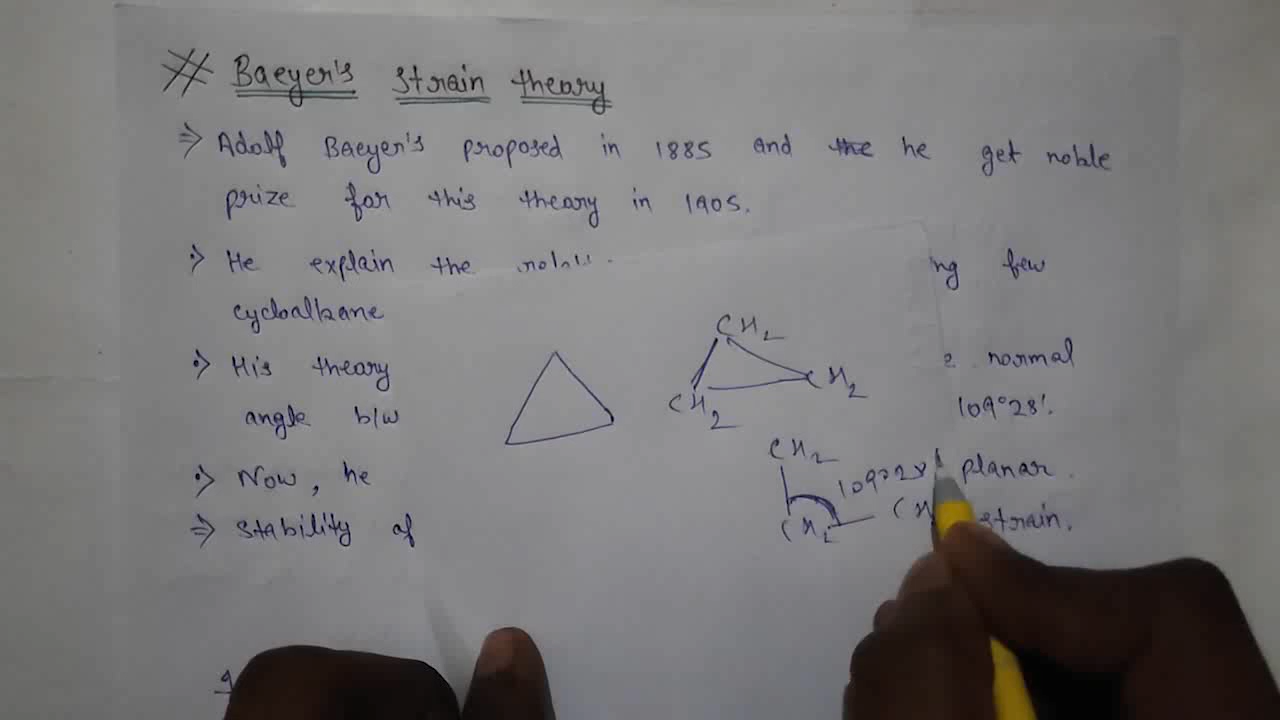 Baeyer's strain theory
⇒ Adolf Baeyer's proposed in 1885 and the he get noble
prize for this theory in 1905.
He explain the
few
cycloalkane
His theory
normal
angle b/w
109°28'.
Now, he
planar.
⇒ Stability of
strain.
CH2
CH2
CH2
CH2
109°28'
CH2